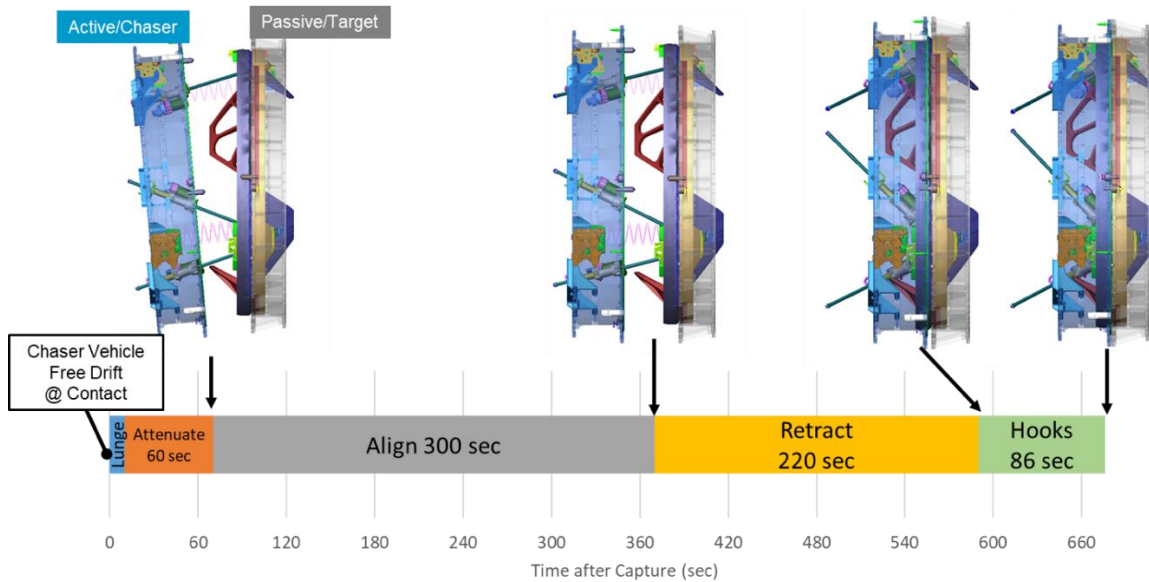 Active/Chaser
Passive/Target
Chaser Vehicle
Free Drift
@ Contact
Lunge
Attenuate
60 sec
Align 300 sec
Retract
220 sec
Hooks
86 sec
0 60 120 180 240 300 360 420 480 540 600 660
Time after Capture (sec)